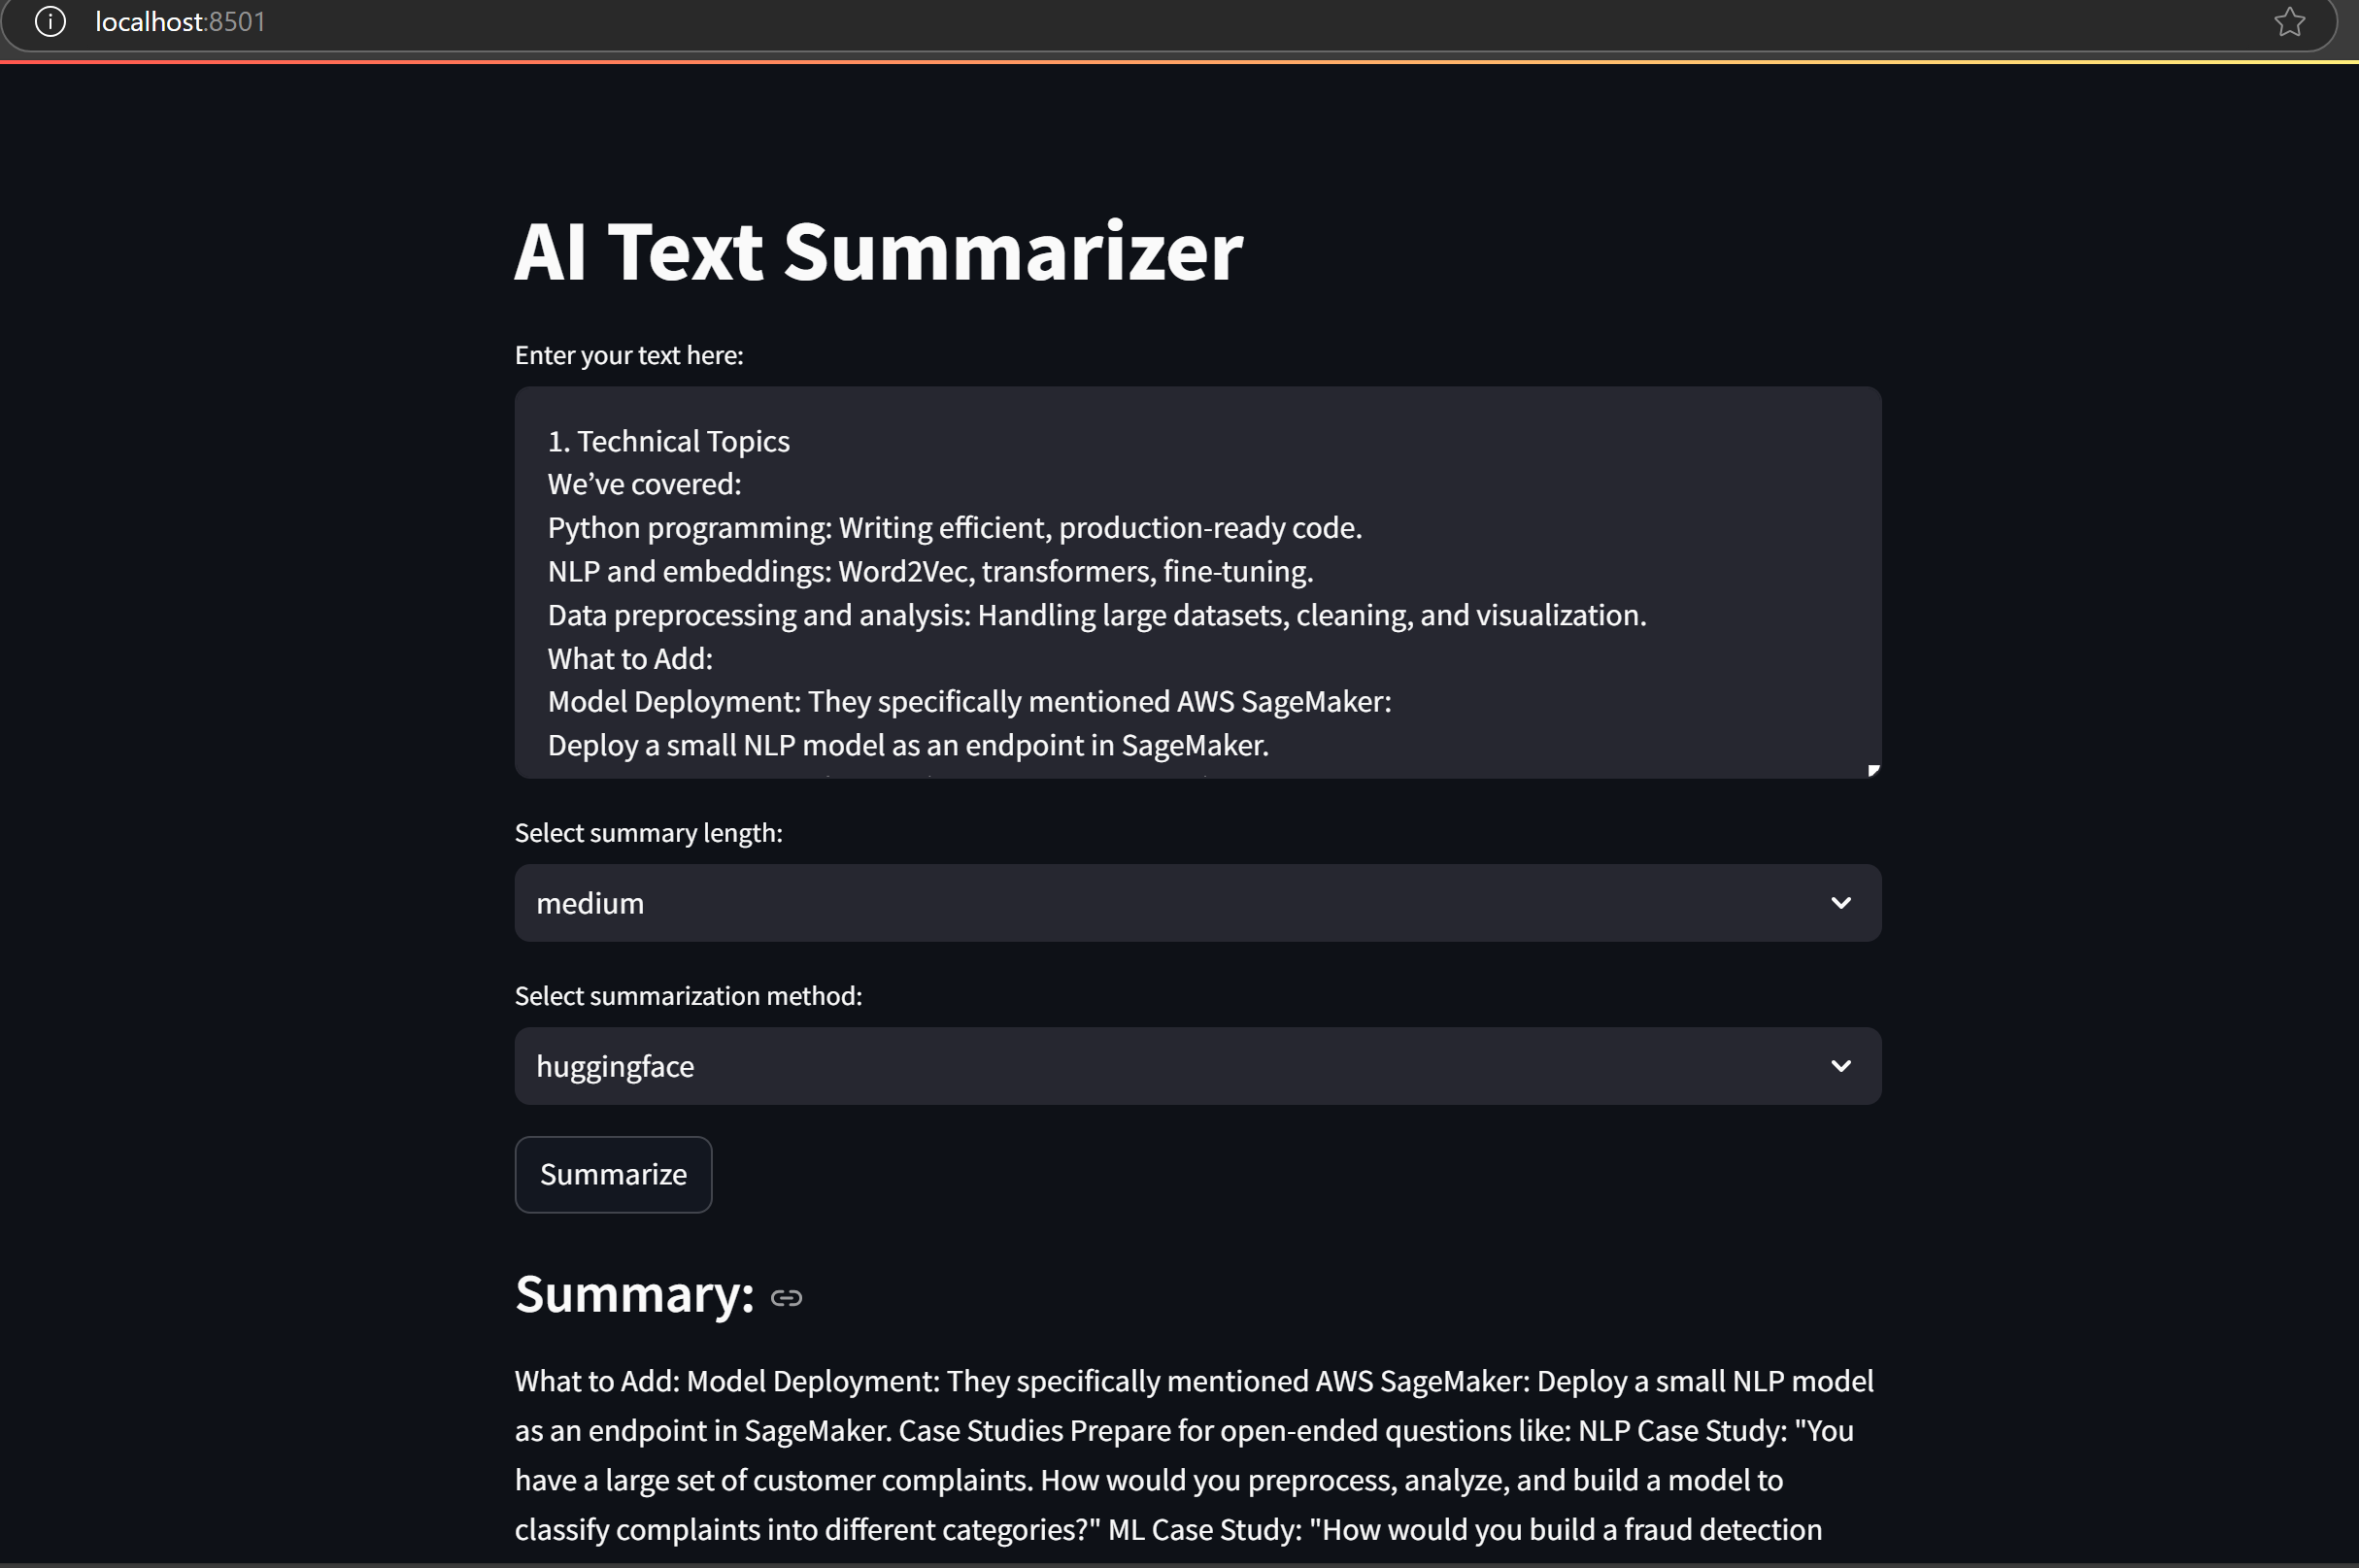 localhost:8501
AI Text Summarizer
Enter your text here:
1. Technical Topics
We’ve covered:
Python programming: Writing efficient, production-ready code.
NLP and embeddings: Word2Vec, transformers, fine-tuning.
Data preprocessing and analysis: Handling large datasets, cleaning, and visualization.
What to Add:
Model Deployment: They specifically mentioned AWS SageMaker:
Deploy a small NLP model as an endpoint in SageMaker.
Select summary length:
medium
Select summarization method:
huggingface
Summarize
Summary:
What to Add: Model Deployment: They specifically mentioned AWS SageMaker: Deploy a small NLP model
as an endpoint in SageMaker. Case Studies Prepare for open-ended questions like: NLP Case Study: "You
have a large set of customer complaints. How would you preprocess, analyze, and build a model to
classify complaints into different categories?" ML Case Study: "How would you build a fraud detection